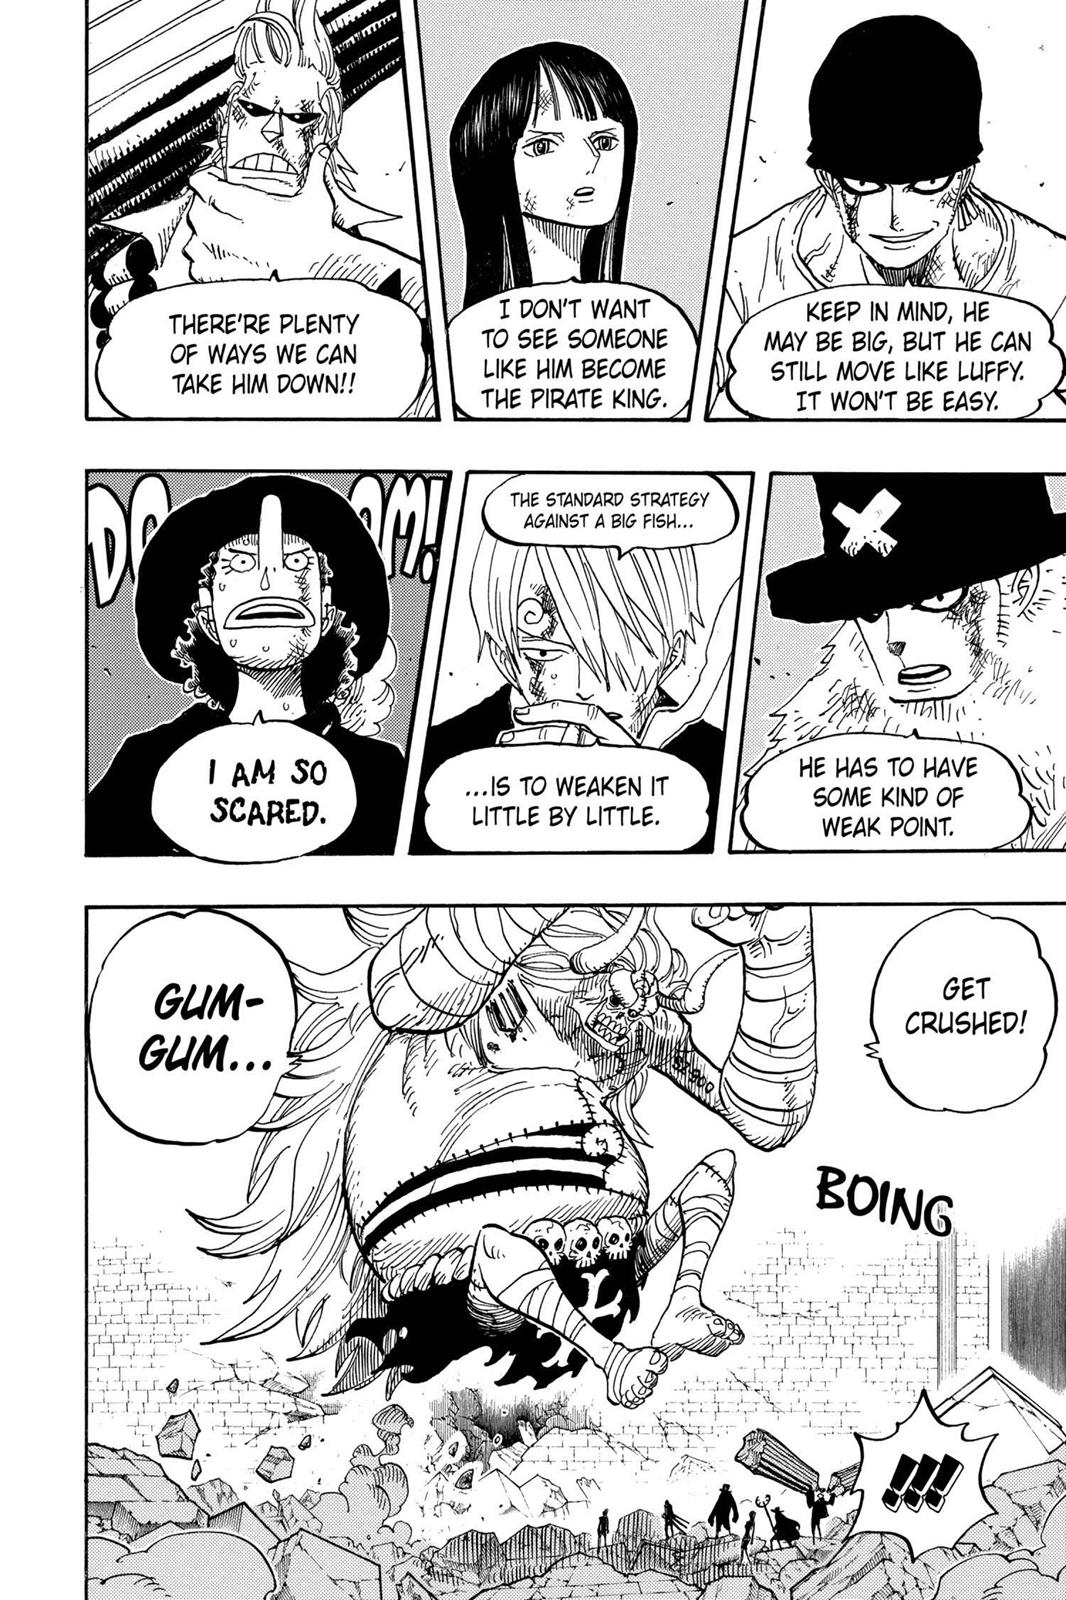 KEEP IN MIND, HE
MAY BE BIG, BUT HE CAN
STILL MOVE LIKE LUFFY.
IT WON'T BE EASY.
I DON'T WANT
TO SEE SOMEONE
LIKE HIM BECOME
THE PIRATE KING.
THERE'RE PLENTY
OF WAYS WE CAN
TAKE HIM DOWN!!
HE HAS TO HAVE
SOME KIND OF
WEAK POINT.
THE STANDARD STRATEGY
AGAINST A BIG FISH...
...IS TO WEAKEN IT
LITTLE BY LITTLE.
I AM SO
SCARED.
GET
CRUSHED!
GUM-
GUM...
BOING
!!!!